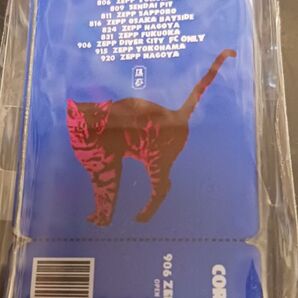 806 ZEPP
809 SENDAI PIT
811 ZEPP SAPPORO
816 ZEPP OSAKA BAYSIDE
824 ZEPP NAGOYA
831 ZEPP FUKUOKA
906 ZEPP DIVER CITY FC ONLY
915 ZEPP YOKOHAMA
920 ZEPP NAGOYA
COR
906 ZE
OPEN